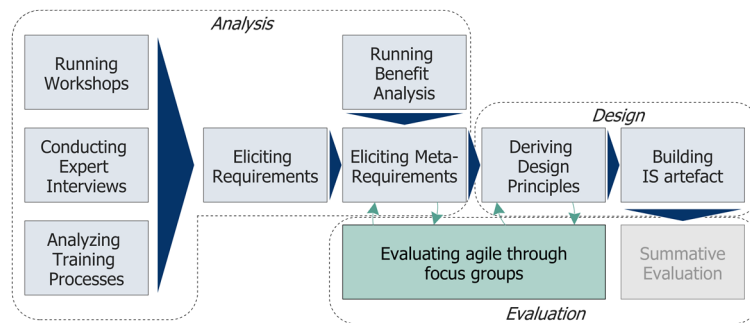 Analysis
Running
Workshops
Running
Benefit
Analysis
Design
Conducting
Expert
Interviews
Eliciting
Requirements
Eliciting Meta-
Requirements
Deriving
Design
Principles
Building
IS artefact
Analyzing
Training
Processes
Evaluating agile through
focus groups
Summative
Evaluation
Evaluation